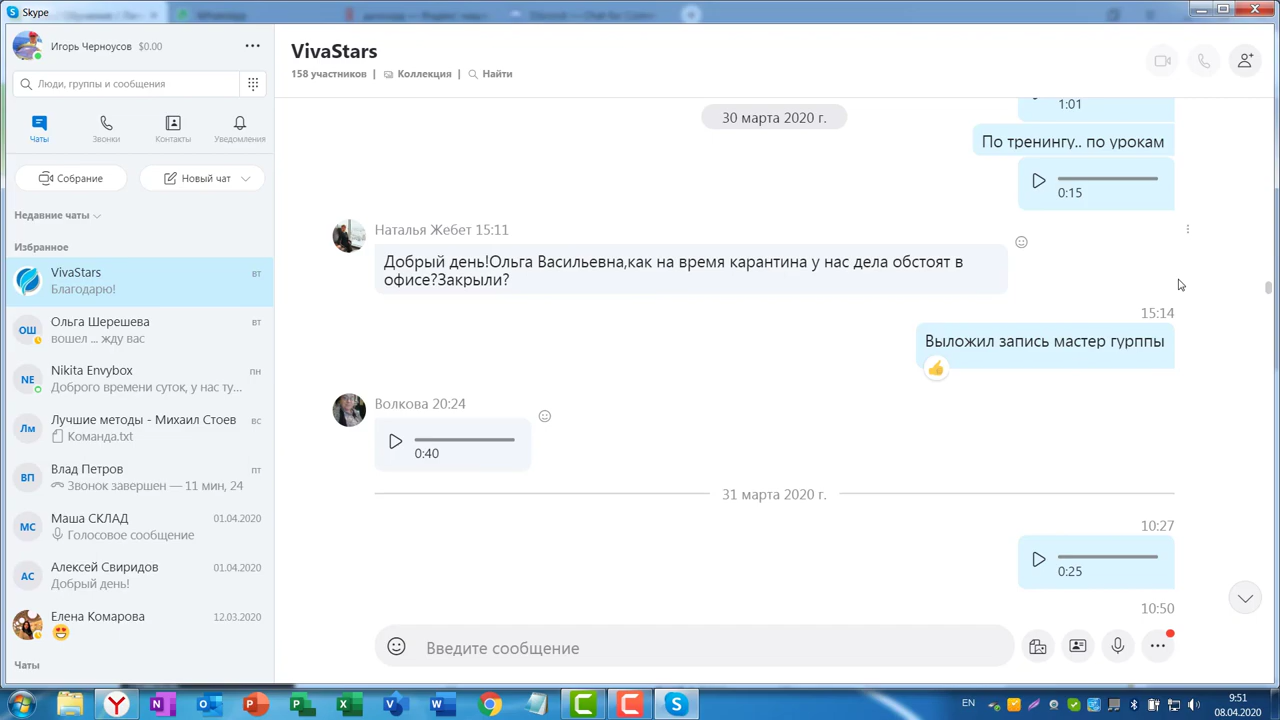 Skype
Игорь Черноусов $0.00
Люди, группы и сообщения
Чаты
Звонки
Контакты
Уведомления
Собрание
Новый чат
Недавние чаты
Избранное
VivaStars
вт
Благодарю!
ОШ
Ольга Шерешева
вт
вошел ... жду вас
NE
Nikita Envybox
пн
Доброго времени суток, у нас ту...
Лм
Лучшие методы - Михаил Стоев
вс
Команда.txt
ВП
Влад Петров
пт
Звонок завершен — 11 мин, 24
МС
Маша СКЛАД
01.04.2020
Голосовое сообщение
АС
Алексей Свиридов
01.04.2020
Добрый день!
Елена Комарова
12.03.2020
Чаты
VivaStars
158 участников | Коллекция | Найти
30 марта 2020 г.
1:01
По тренингу.. по урокам
0:15
Наталья Жебет 15:11
Добрый день!Ольга Васильевна,как на время карантина у нас дела обстоят в
офисе?Закрыли?
15:14
Выложил запись мастер гурппы
Волкова 20:24
0:40
31 марта 2020 г.
10:27
0:25
10:50
Введите сообщение
EN
9:51
08.04.2020